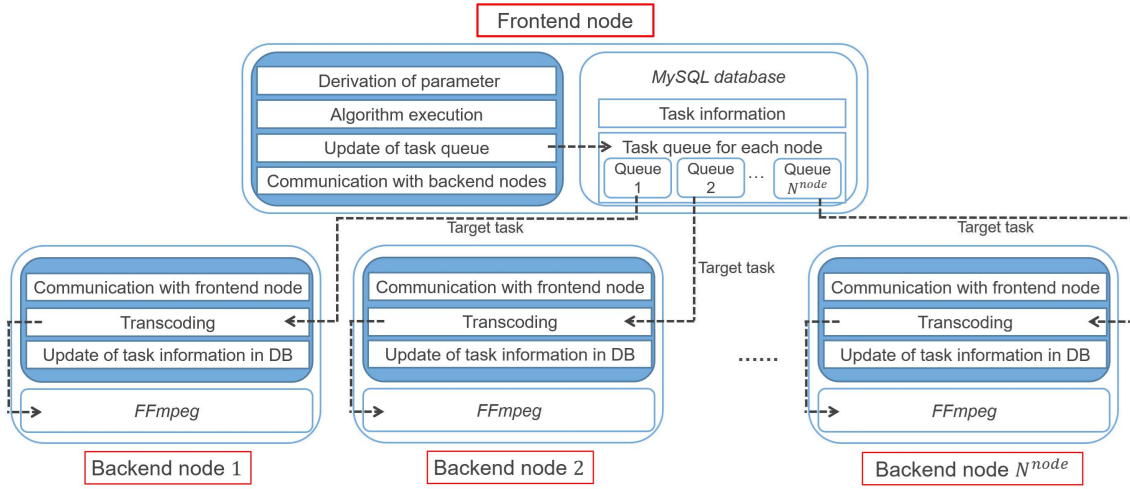 Frontend node
Derivation of parameter
Algorithm execution
Update of task queue
Communication with backend nodes
MySQL database
Task information
Task queue for each node
Queue 1
Queue 2
...
Queue N^{node}
Target task
Target task
Target task
Communication with frontend node
Transcoding
Update of task information in DB
FFmpeg
Backend node 1
Communication with frontend node
Transcoding
Update of task information in DB
FFmpeg
Backend node 2
......
Communication with frontend node
Transcoding
Update of task information in DB
FFmpeg
Backend node N^{node}